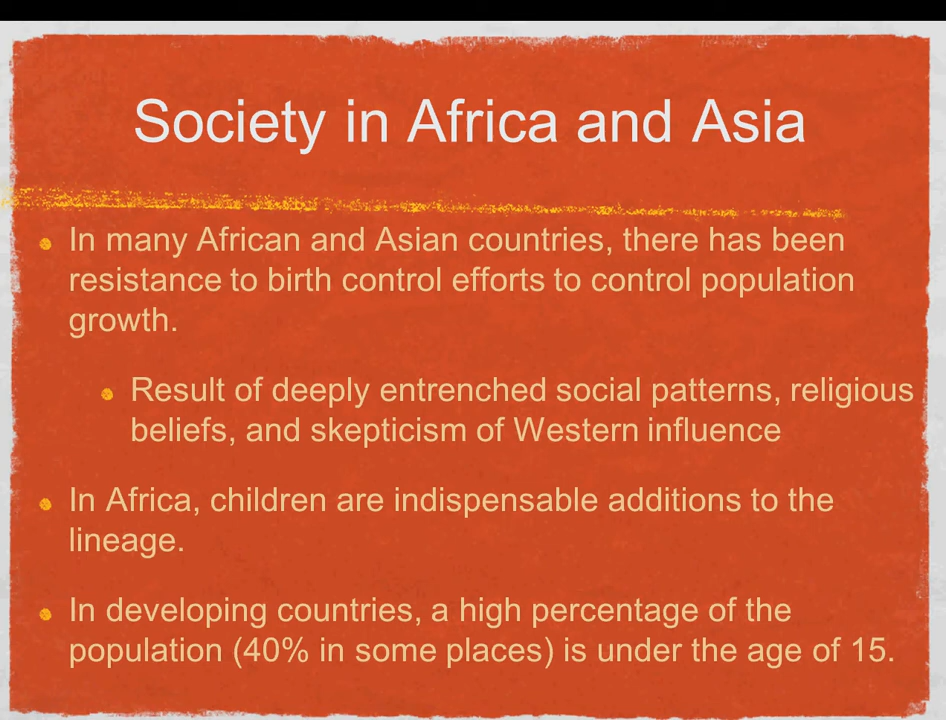 Society in Africa and Asia
In many African and Asian countries, there has been
resistance to birth control efforts to control population
growth.
Result of deeply entrenched social patterns, religious
beliefs, and skepticism of Western influence
In Africa, children are indispensable additions to the
lineage.
In developing countries, a high percentage of the
population (40% in some places) is under the age of 15.